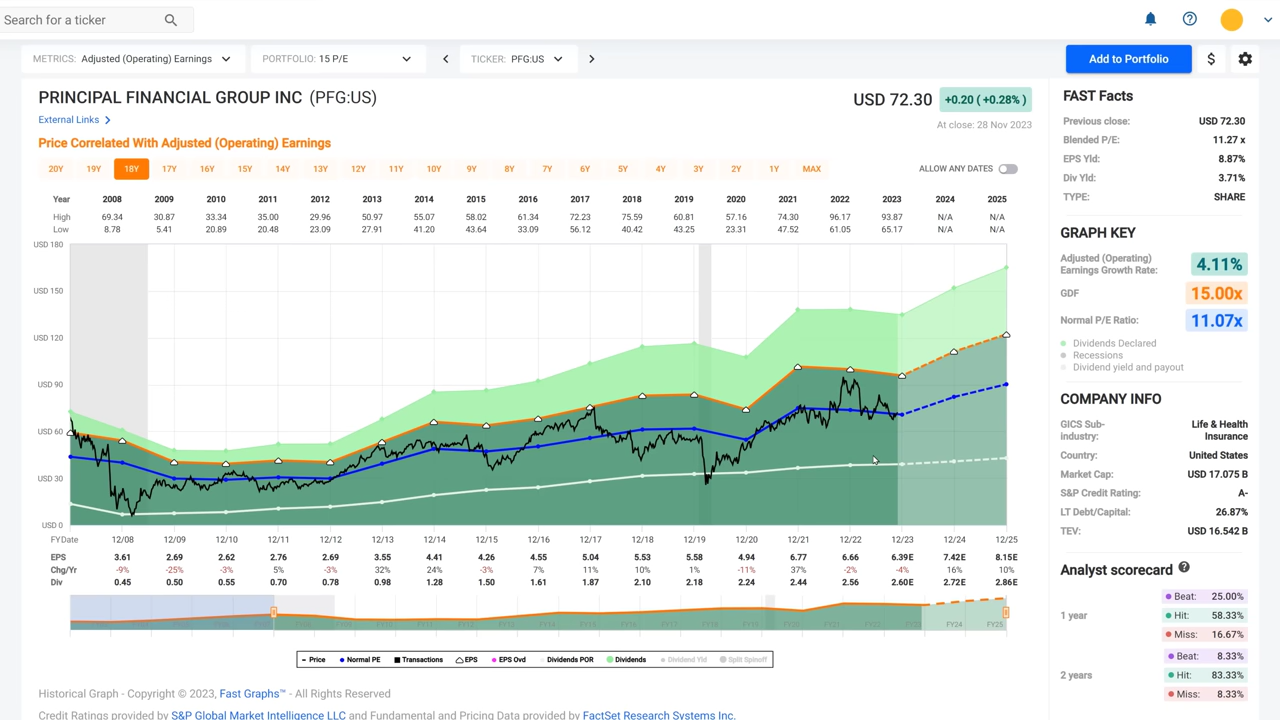 Search for a ticker
METRICS: Adjusted (Operating) Earnings
PORTFOLIO: 15 P/E
TICKER: PFG:US
Add to Portfolio
$
PRINCIPAL FINANCIAL GROUP INC (PFG:US)
USD 72.30 +0.20 ( +0.28% )
External Links
At close: 28 Nov 2023
Price Correlated With Adjusted (Operating) Earnings
20Y 19Y 18Y 17Y 16Y 15Y 14Y 13Y 12Y 11Y 10Y 9Y 8Y 7Y 6Y 5Y 4Y 3Y 2Y 1Y MAX
ALLOW ANY DATES
Year 2008 2009 2010 2011 2012 2013 2014 2015 2016 2017 2018 2019 2020 2021 2022 2023 2024 2025
High 69.34 30.87 33.34 35.00 29.96 50.97 55.07 58.02 61.34 72.23 75.59 60.81 57.16 74.30 96.17 93.87 N/A N/A
Low 8.78 5.41 20.89 20.48 23.09 27.91 41.20 43.64 33.09 56.12 40.42 43.25 23.31 47.52 61.05 65.17 N/A N/A
USD 180
USD 150
USD 120
USD 90
USD 60
USD 30
USD 0
FYDate 12/08 12/09 12/10 12/11 12/12 12/13 12/14 12/15 12/16 12/17 12/18 12/19 12/20 12/21 12/22 12/23 12/24 12/25
EPS 3.61 2.69 2.62 2.76 2.69 3.55 4.41 4.26 4.55 5.04 5.53 5.58 4.94 6.77 6.66 6.39E 7.42E 8.15E
Chg/Yr -9% -25% -3% 5% -3% 32% 24% -3% 7% 11% 10% 1% -11% 37% -2% -4% 16% 10%
Div 0.45 0.50 0.55 0.70 0.78 0.98 1.28 1.50 1.61 1.87 2.10 2.18 2.24 2.44 2.56 2.60E 2.72E 2.86E
FY24 FY25
Price Normal PE Transactions EPS EPS Ovd Dividends POR Dividends Dividend Yld Split Spinoff
Historical Graph - Copyright © 2023, Fast Graphs™ - All Rights Reserved
Credit Ratings provided by S&P Global Market Intelligence LLC and Fundamental and Pricing Data provided by FactSet Research Systems Inc.
FAST Facts
Previous close: USD 72.30
Blended P/E: 11.27 x
EPS Yld: 8.87%
Div Yld: 3.71%
TYPE: SHARE
GRAPH KEY
Adjusted (Operating)
Earnings Growth Rate: 4.11%
GDF 15.00x
Normal P/E Ratio: 11.07x
Dividends Declared
Recessions
Dividend yield and payout
COMPANY INFO
GICS Sub- Life & Health
industry: Insurance
Country: United States
Market Cap: USD 17.075 B
S&P Credit Rating: A-
LT Debt/Capital: 26.87%
TEV: USD 16.542 B
Analyst scorecard
Beat: 25.00%
1 year Hit: 58.33%
Miss: 16.67%
Beat: 8.33%
2 years Hit: 83.33%
Miss: 8.33%